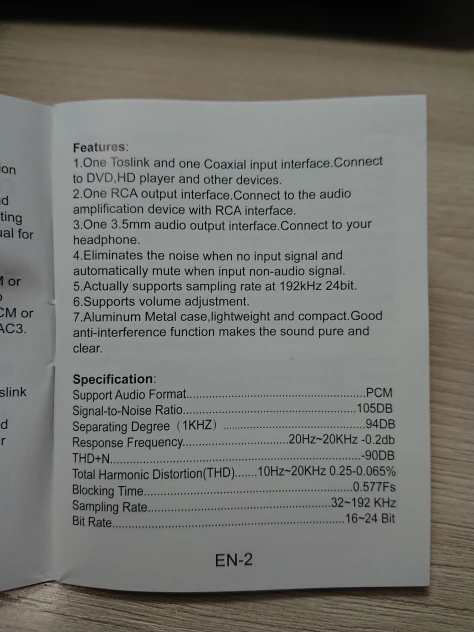 ion
d
ting
ual for
M or
CM or
AC3.
slink
d
r
Features:
1.One Toslink and one Coaxial input interface.Connect
to DVD,HD player and other devices.
2.One RCA output interface.Connect to the audio
amplification device with RCA interface.
3.One 3.5mm audio output interface.Connect to your
headphone.
4.Eliminates the noise when no input signal and
automatically mute when input non-audio signal.
5.Actually supports sampling rate at 192kHz 24bit.
6.Supports volume adjustment.
7.Aluminum Metal case,lightweight and compact.Good
anti-interference function makes the sound pure and
clear.
Specification:
Support Audio Format....................................................PCM
Signal-to-Noise Ratio....................................................105DB
Separating Degree（1KHZ）..........................................94DB
Response Frequency..............................20Hz~20KHz -0.2db
THD+N..........................................................................-90DB
Total Harmonic Distortion(THD)......10Hz~20KHz 0.25-0.065%
Blocking Time..............................................................0.577Fs
Sampling Rate......................................................32~192 KHz
Bit Rate....................................................................16~24 Bit
EN-2